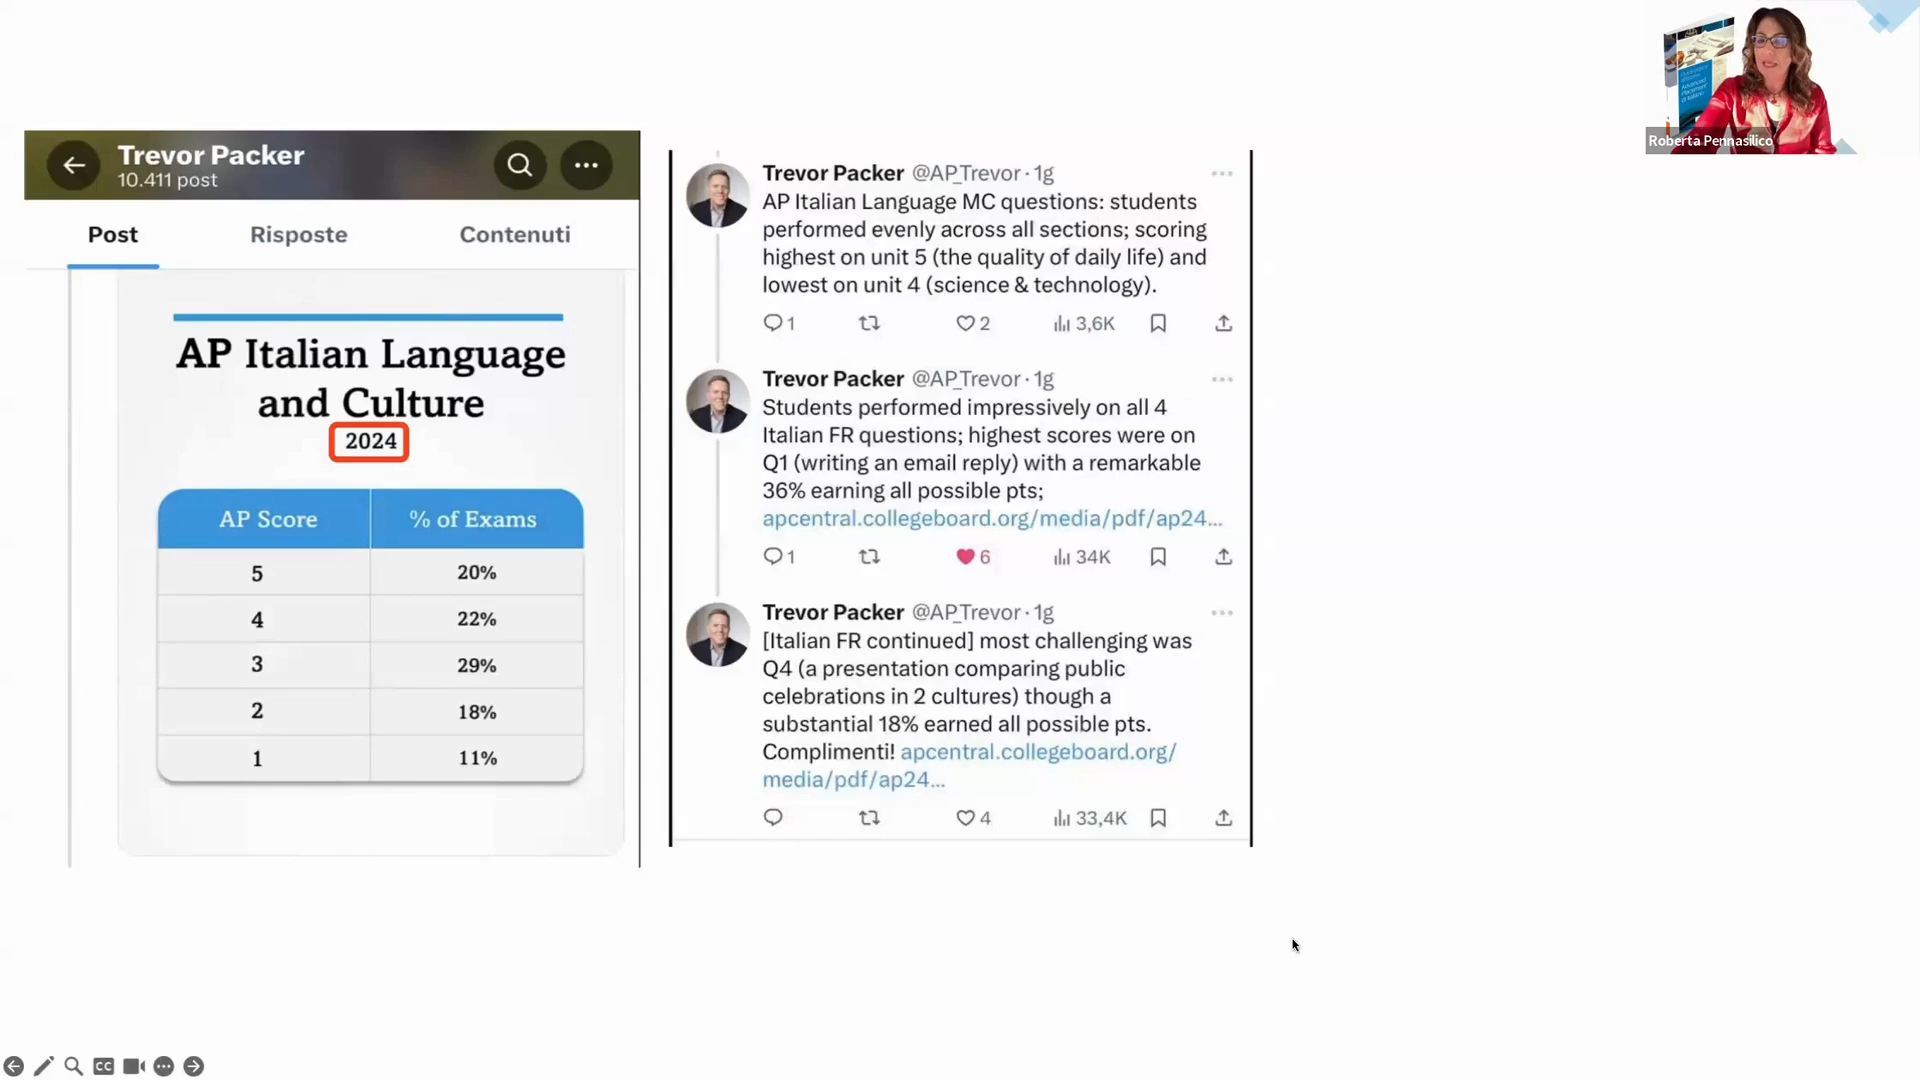 Trevor Packer
10.411 post
Post Risposte Contenuti
AP Italian Language
and Culture
2024
AP Score % of Exams
5 20%
4 22%
3 29%
2 18%
1 11%
Trevor Packer @AP_Trevor · 1g
AP Italian Language MC questions: students
performed evenly across all sections; scoring
highest on unit 5 (the quality of daily life) and
lowest on unit 4 (science & technology).
1 2 3,6K
Trevor Packer @AP_Trevor · 1g
Students performed impressively on all 4
Italian FR questions; highest scores were on
Q1 (writing an email reply) with a remarkable
36% earning all possible pts;
apcentral.collegeboard.org/media/pdf/ap24...
1 6 34K
Trevor Packer @AP_Trevor · 1g
[Italian FR continued] most challenging was
Q4 (a presentation comparing public
celebrations in 2 cultures) though a
substantial 18% earned all possible pts.
Complimenti! apcentral.collegeboard.org/
media/pdf/ap24...
4 33,4K
Advanced
Placement
Roberta Pennasilico
CC